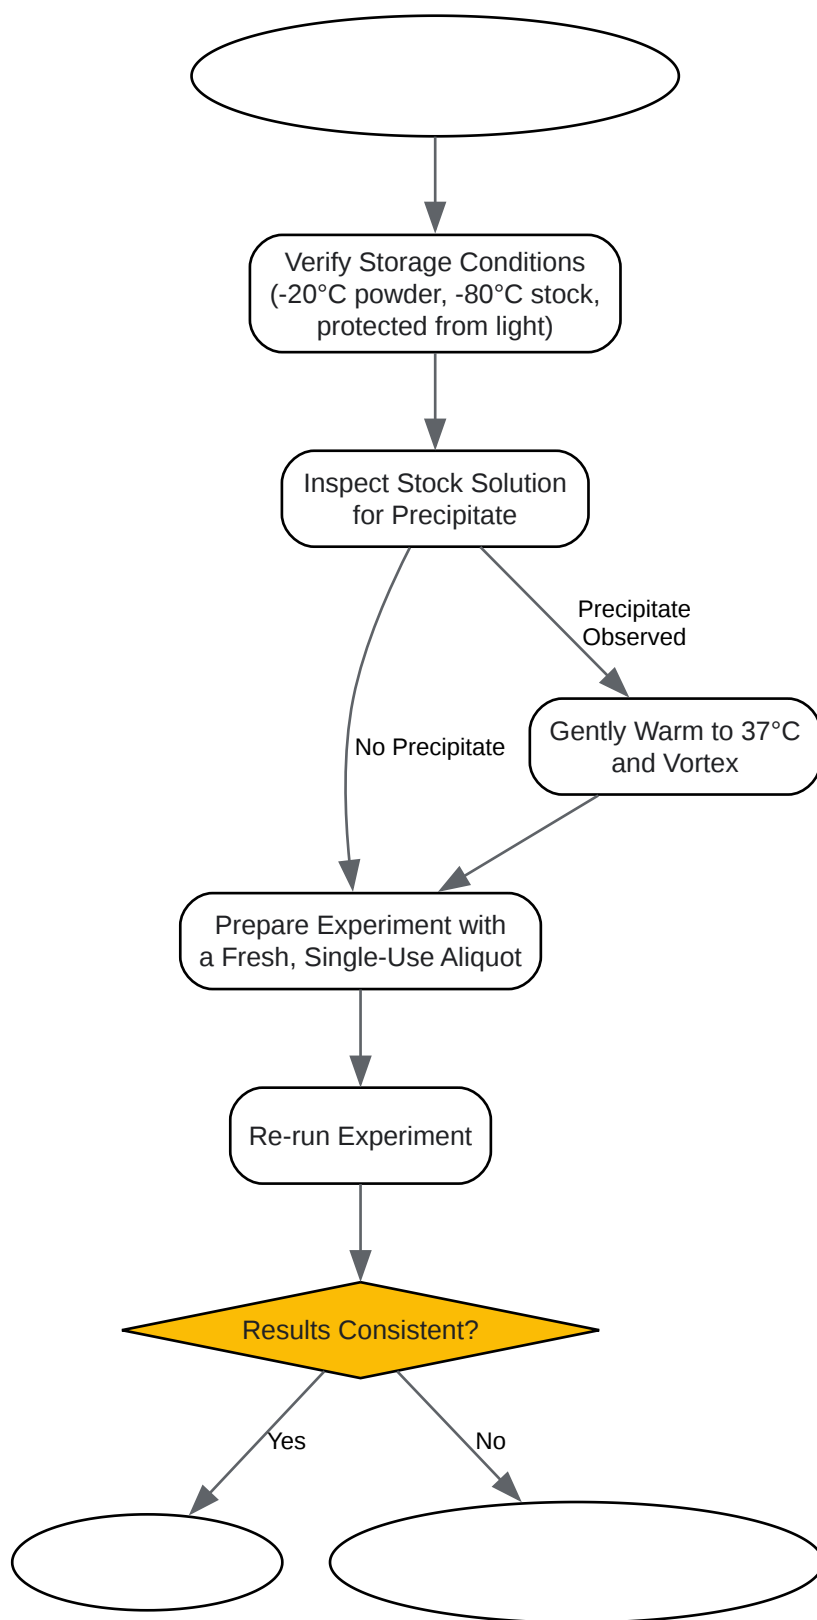 Verify Storage Conditions
(-20°C powder, -80°C stock,
protected from light)
Inspect Stock Solution
for Precipitate
Precipitate
Observed
No Precipitate
Gently Warm to 37°C
and Vortex
Prepare Experiment with
a Fresh, Single-Use Aliquot
Re-run Experiment
Results Consistent?
Yes
No